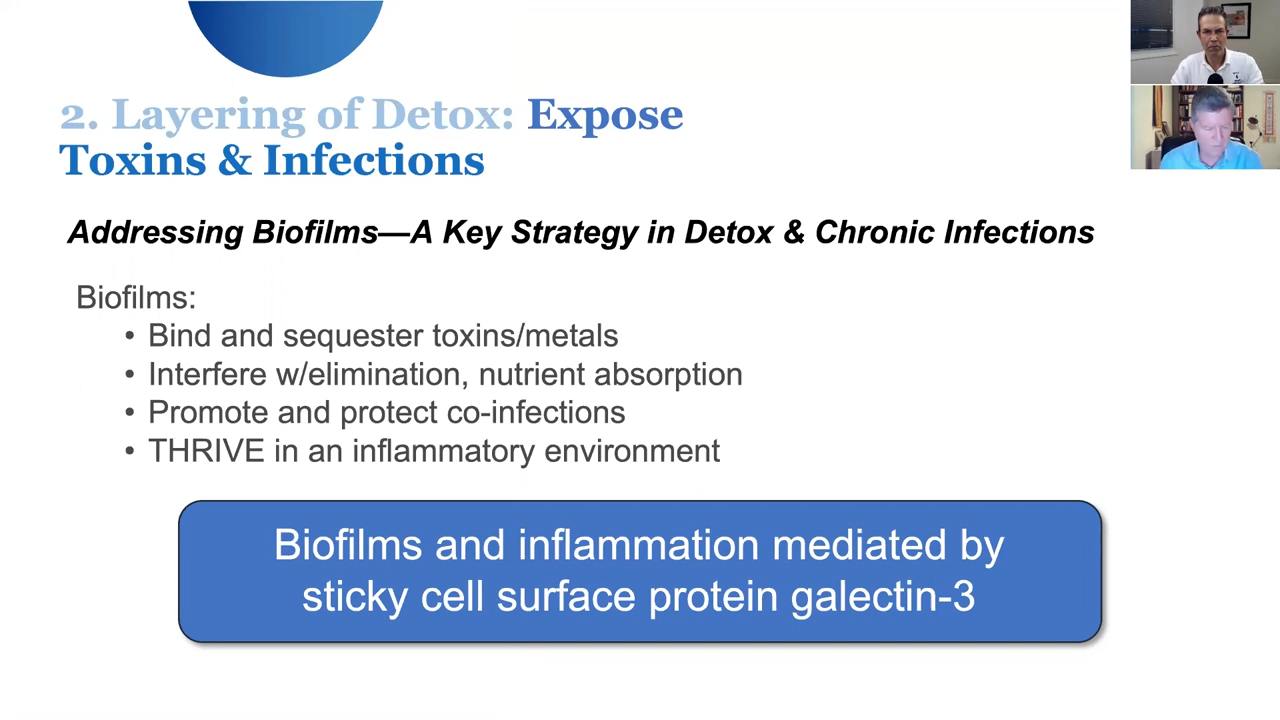 2. Layering of Detox: Expose
Toxins & Infections
Addressing Biofilms—A Key Strategy in Detox & Chronic Infections
Biofilms:
• Bind and sequester toxins/metals
• Interfere w/elimination, nutrient absorption
• Promote and protect co-infections
• THRIVE in an inflammatory environment
Biofilms and inflammation mediated by
sticky cell surface protein galectin-3